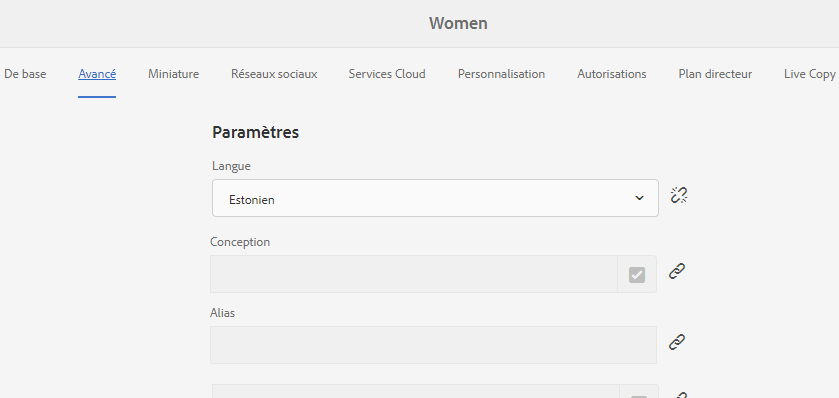 Women
De base Avancé Miniature Réseaux sociaux Services Cloud Personnalisation Autorisations Plan directeur Live Copy
Paramètres
Langue
Estonien
Conception
Alias